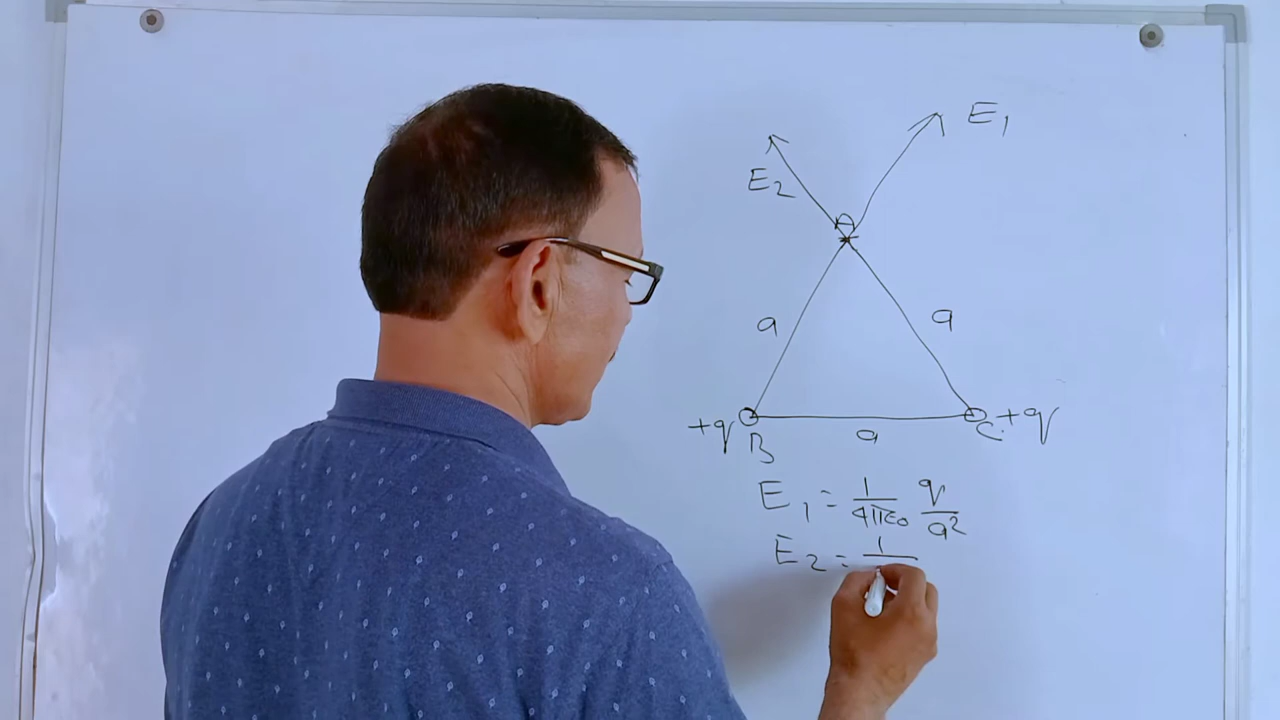 E₁
E₂
A
a
a
+q
B
a
C
+q
E₁ = 1/4πε₀ q/a²
E₂ = 1/